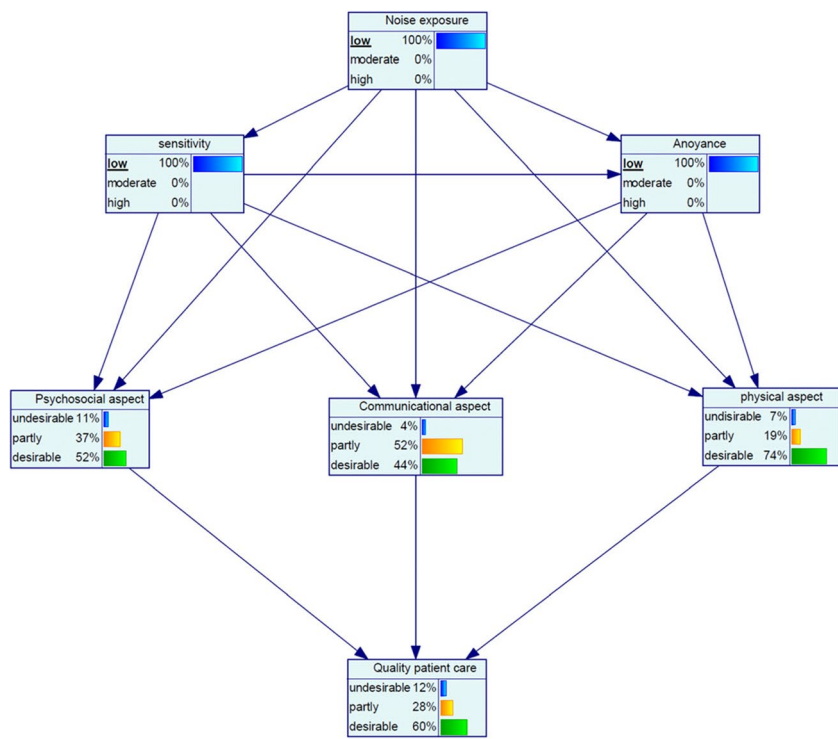 Noise exposure
low 100%
moderate 0%
high 0%
sensitivity
low 100%
moderate 0%
high 0%
Anoyance
low 100%
moderate 0%
high 0%
Psychosocial aspect
undesirable 11%
partly 37%
desirable 52%
Communicational aspect
undesirable 4%
partly 52%
desirable 44%
physical aspect
undisirable 7%
partly 19%
desirable 74%
Quality patient care
undesirable 12%
partly 28%
desirable 60%